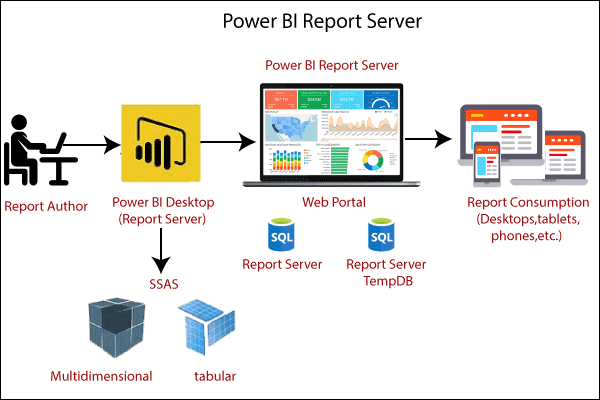 Power BI Report Server
Power BI Report Server
Report Author
Power BI Desktop
(Report Server)
Web Portal
Report Consumption
(Desktops,tablets,
phones,etc.)
SQL
SQL
Report Server
Report Server
TempDB
SSAS
Multidimensional
tabular